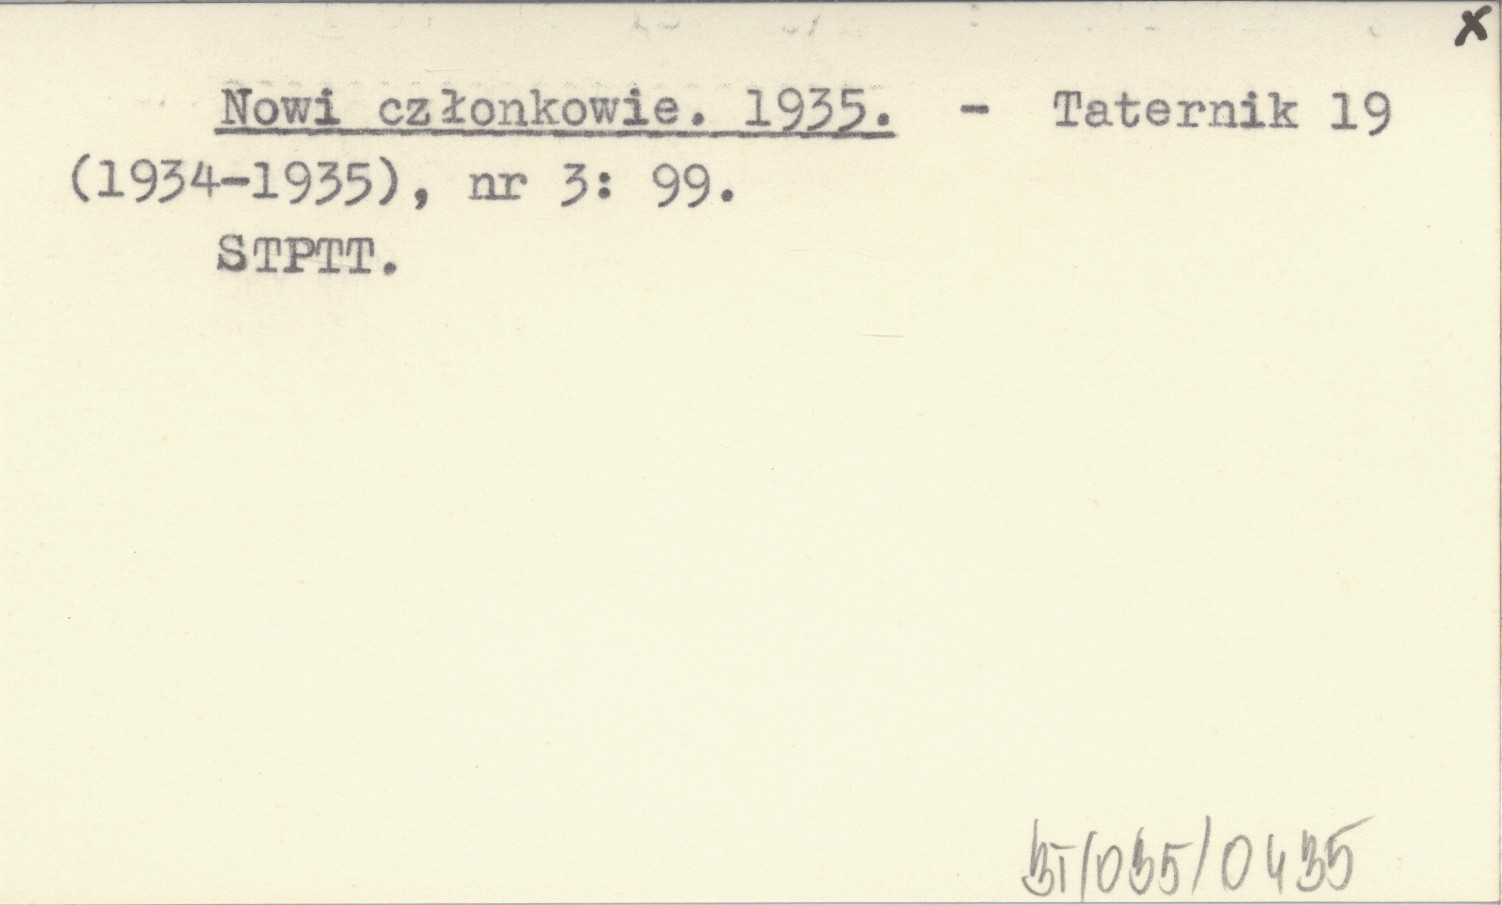 x
Nowi członkowie. 1935. - Taternik 19
(1934-1935), nr 3: 99.
STPTT.
BT/035/0435